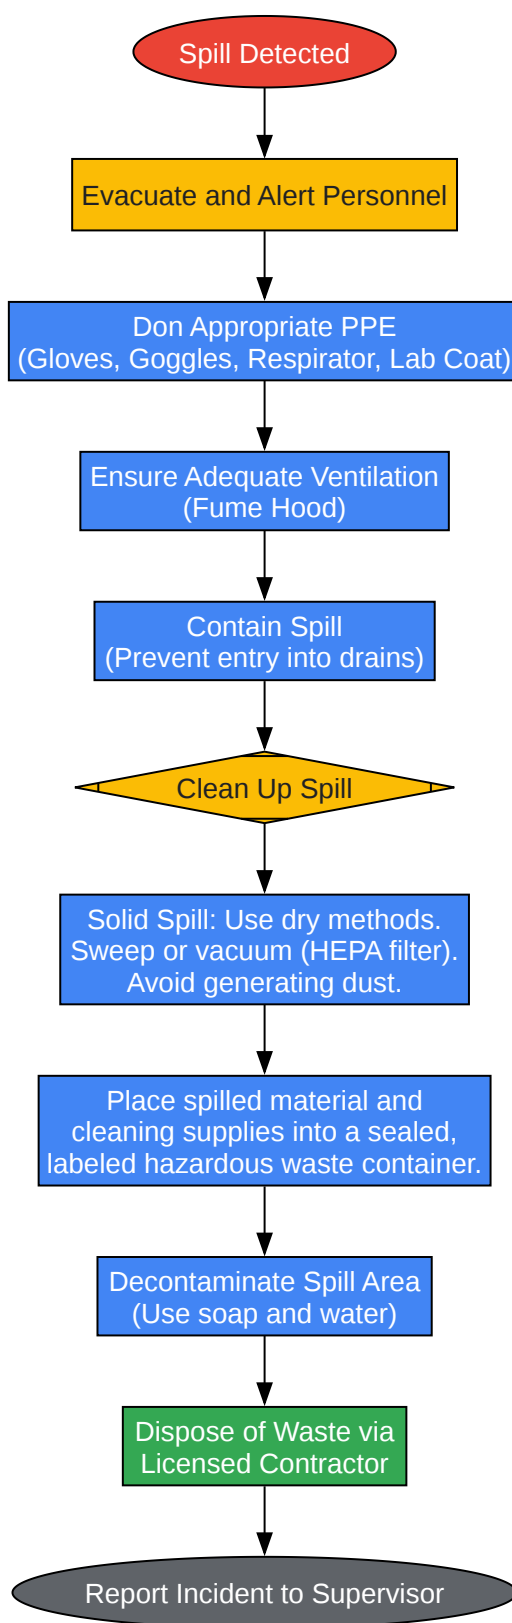 Spill Detected
Evacuate and Alert Personnel
Don Appropriate PPE
(Gloves, Goggles, Respirator, Lab Coat)
Ensure Adequate Ventilation
(Fume Hood)
Contain Spill
(Prevent entry into drains)
Clean Up Spill
Solid Spill: Use dry methods.
Sweep or vacuum (HEPA filter).
Avoid generating dust.
Place spilled material and
cleaning supplies into a sealed,
labeled hazardous waste container.
Decontaminate Spill Area
(Use soap and water)
Dispose of Waste via
Licensed Contractor
Report Incident to Supervisor